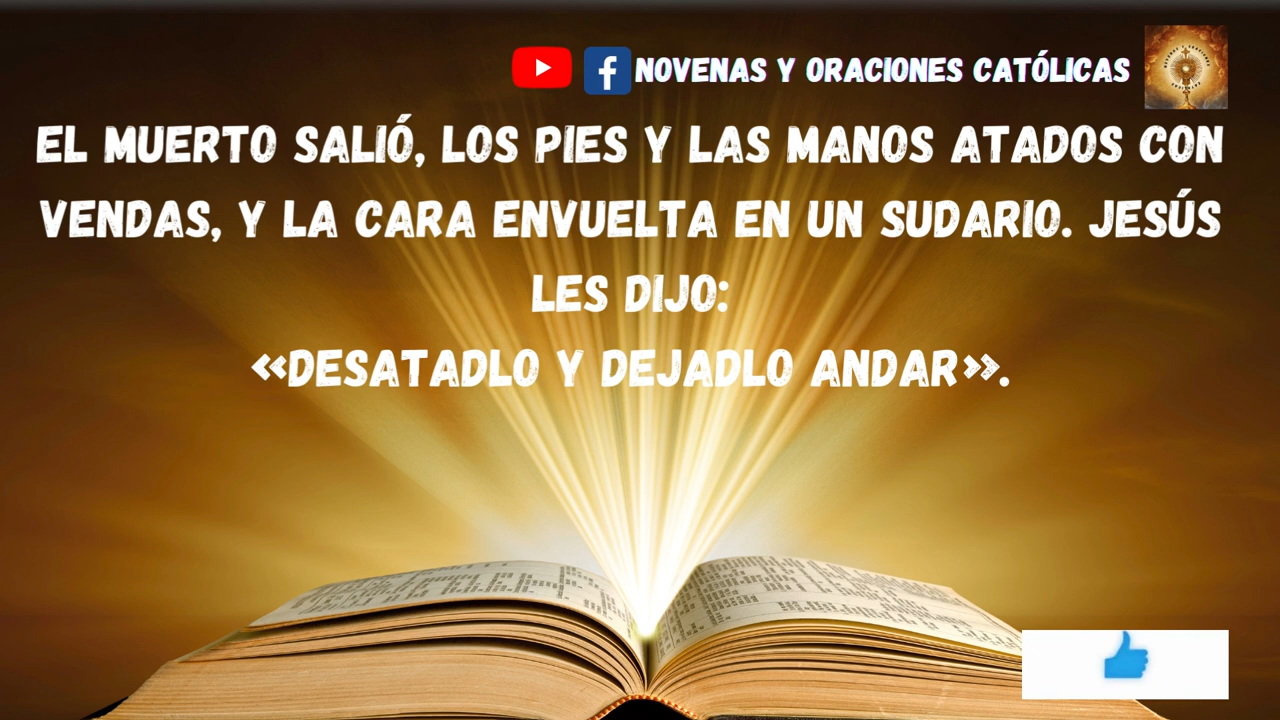 NOVENAS Y ORACIONES CATÓLICAS
EL MUERTO SALIÓ, LOS PIES Y LAS MANOS ATADOS CON
VENDAS, Y LA CARA ENVUELTA EN UN SUDARIO. JESÚS
LES DIJO:
«DESATADLO Y DEJADLO ANDAR».